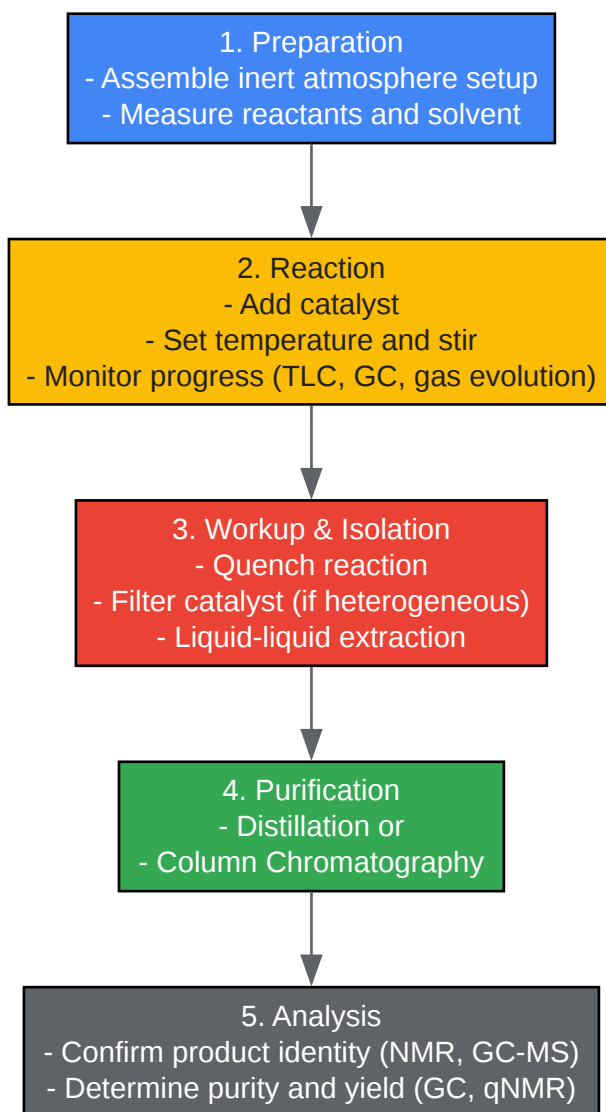 1. Preparation
- Assemble inert atmosphere setup
- Measure reactants and solvent
2. Reaction
- Add catalyst
- Set temperature and stir
- Monitor progress (TLC, GC, gas evolution)
3. Workup & Isolation
- Quench reaction
- Filter catalyst (if heterogeneous)
- Liquid-liquid extraction
4. Purification
- Distillation or
- Column Chromatography
5. Analysis
- Confirm product identity (NMR, GC-MS)
- Determine purity and yield (GC, qNMR)